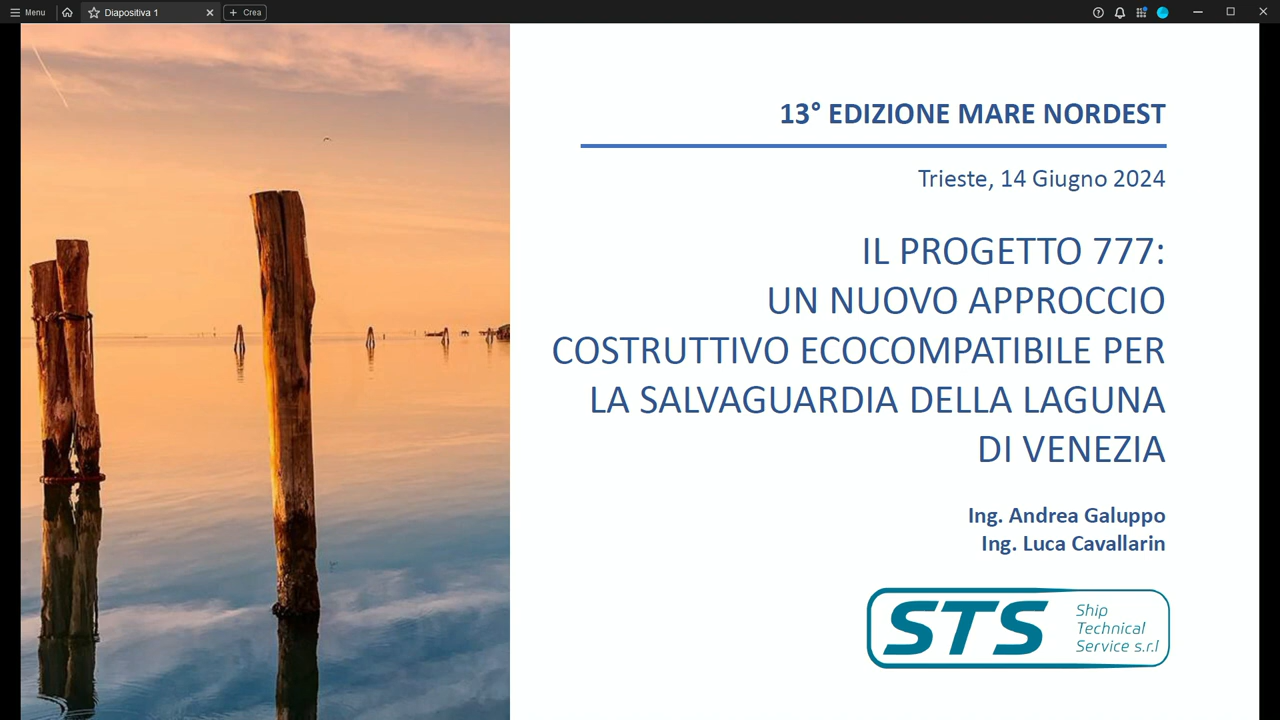 Menu
Diapositiva 1
Crea
13° EDIZIONE MARE NORDEST
Trieste, 14 Giugno 2024
IL PROGETTO 777:
UN NUOVO APPROCCIO
COSTRUTTIVO ECOCOMPATIBILE PER
LA SALVAGUARDIA DELLA LAGUNA
DI VENEZIA
Ing. Andrea Galuppo
Ing. Luca Cavallarin
STS
Ship
Technical
Service s.r.l